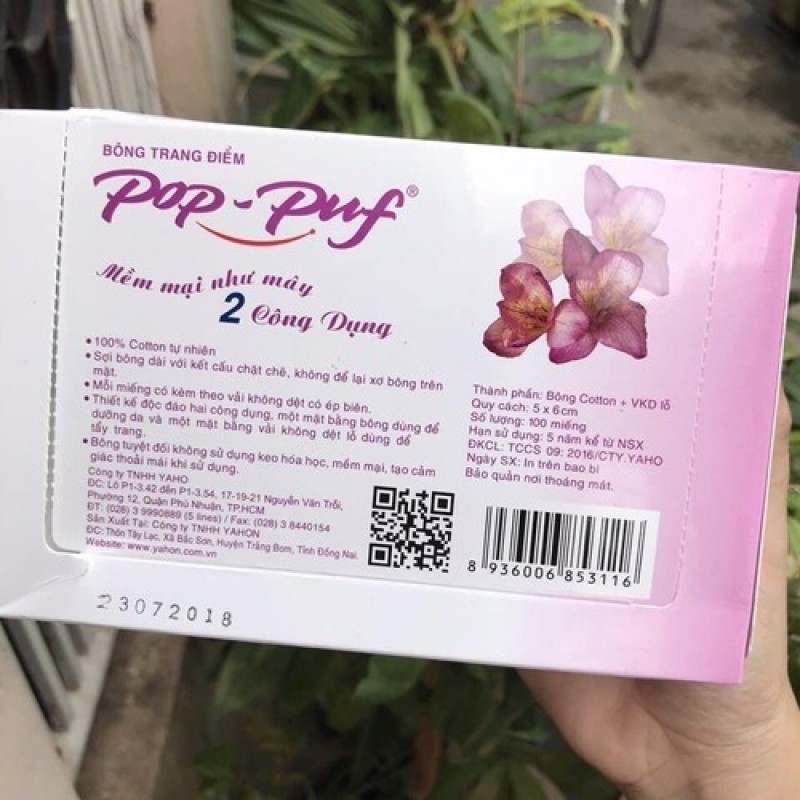 BÔNG TRANG ĐIỂM
Pop-Puf®
Mềm mại như mây
2 Công Dụng
• 100% Cotton tự nhiên
• Sợi bông dài với kết cấu chặt chẽ, không để lại xơ bông trên
mặt.
• Mỗi miếng có kèm theo vải không dệt có ép biên.
• Thiết kế độc đáo hai công dụng, một mặt bằng bông dùng để
dưỡng da và một mặt bằng vải không dệt lỗ dùng để
tẩy trang.
• Bông tuyệt đối không sử dụng keo hóa học, mềm mại, tạo cảm
giác thoải mái khi sử dụng.
Công ty TNHH YAHO
ĐC: Lô P1-3.42 đến P1-3.54, 17-19-21 Nguyễn Văn Trỗi,
Phường 12, Quận Phú Nhuận, TP.HCM
ĐT: (028) 3 9990889 (5 lines) / Fax: (028) 3 8440154
Sản Xuất Tại: Công ty TNHH YAHON
ĐC: Thôn Tây Lạc, Xã Bắc Sơn, Huyện Trảng Bom, Tỉnh Đồng Nai.
Website: www.yahon.com.vn
Thành phần: Bông Cotton + VKD lỗ
Quy cách: 5 x 6cm
Số lượng: 100 miếng
Hạn sử dụng: 5 năm kể từ NSX
ĐKCL: TCCS 09: 2016/CTY.YAHO
Ngày SX: In trên bao bì
Bảo quản nơi thoáng mát.
8 936006 853116
23072018